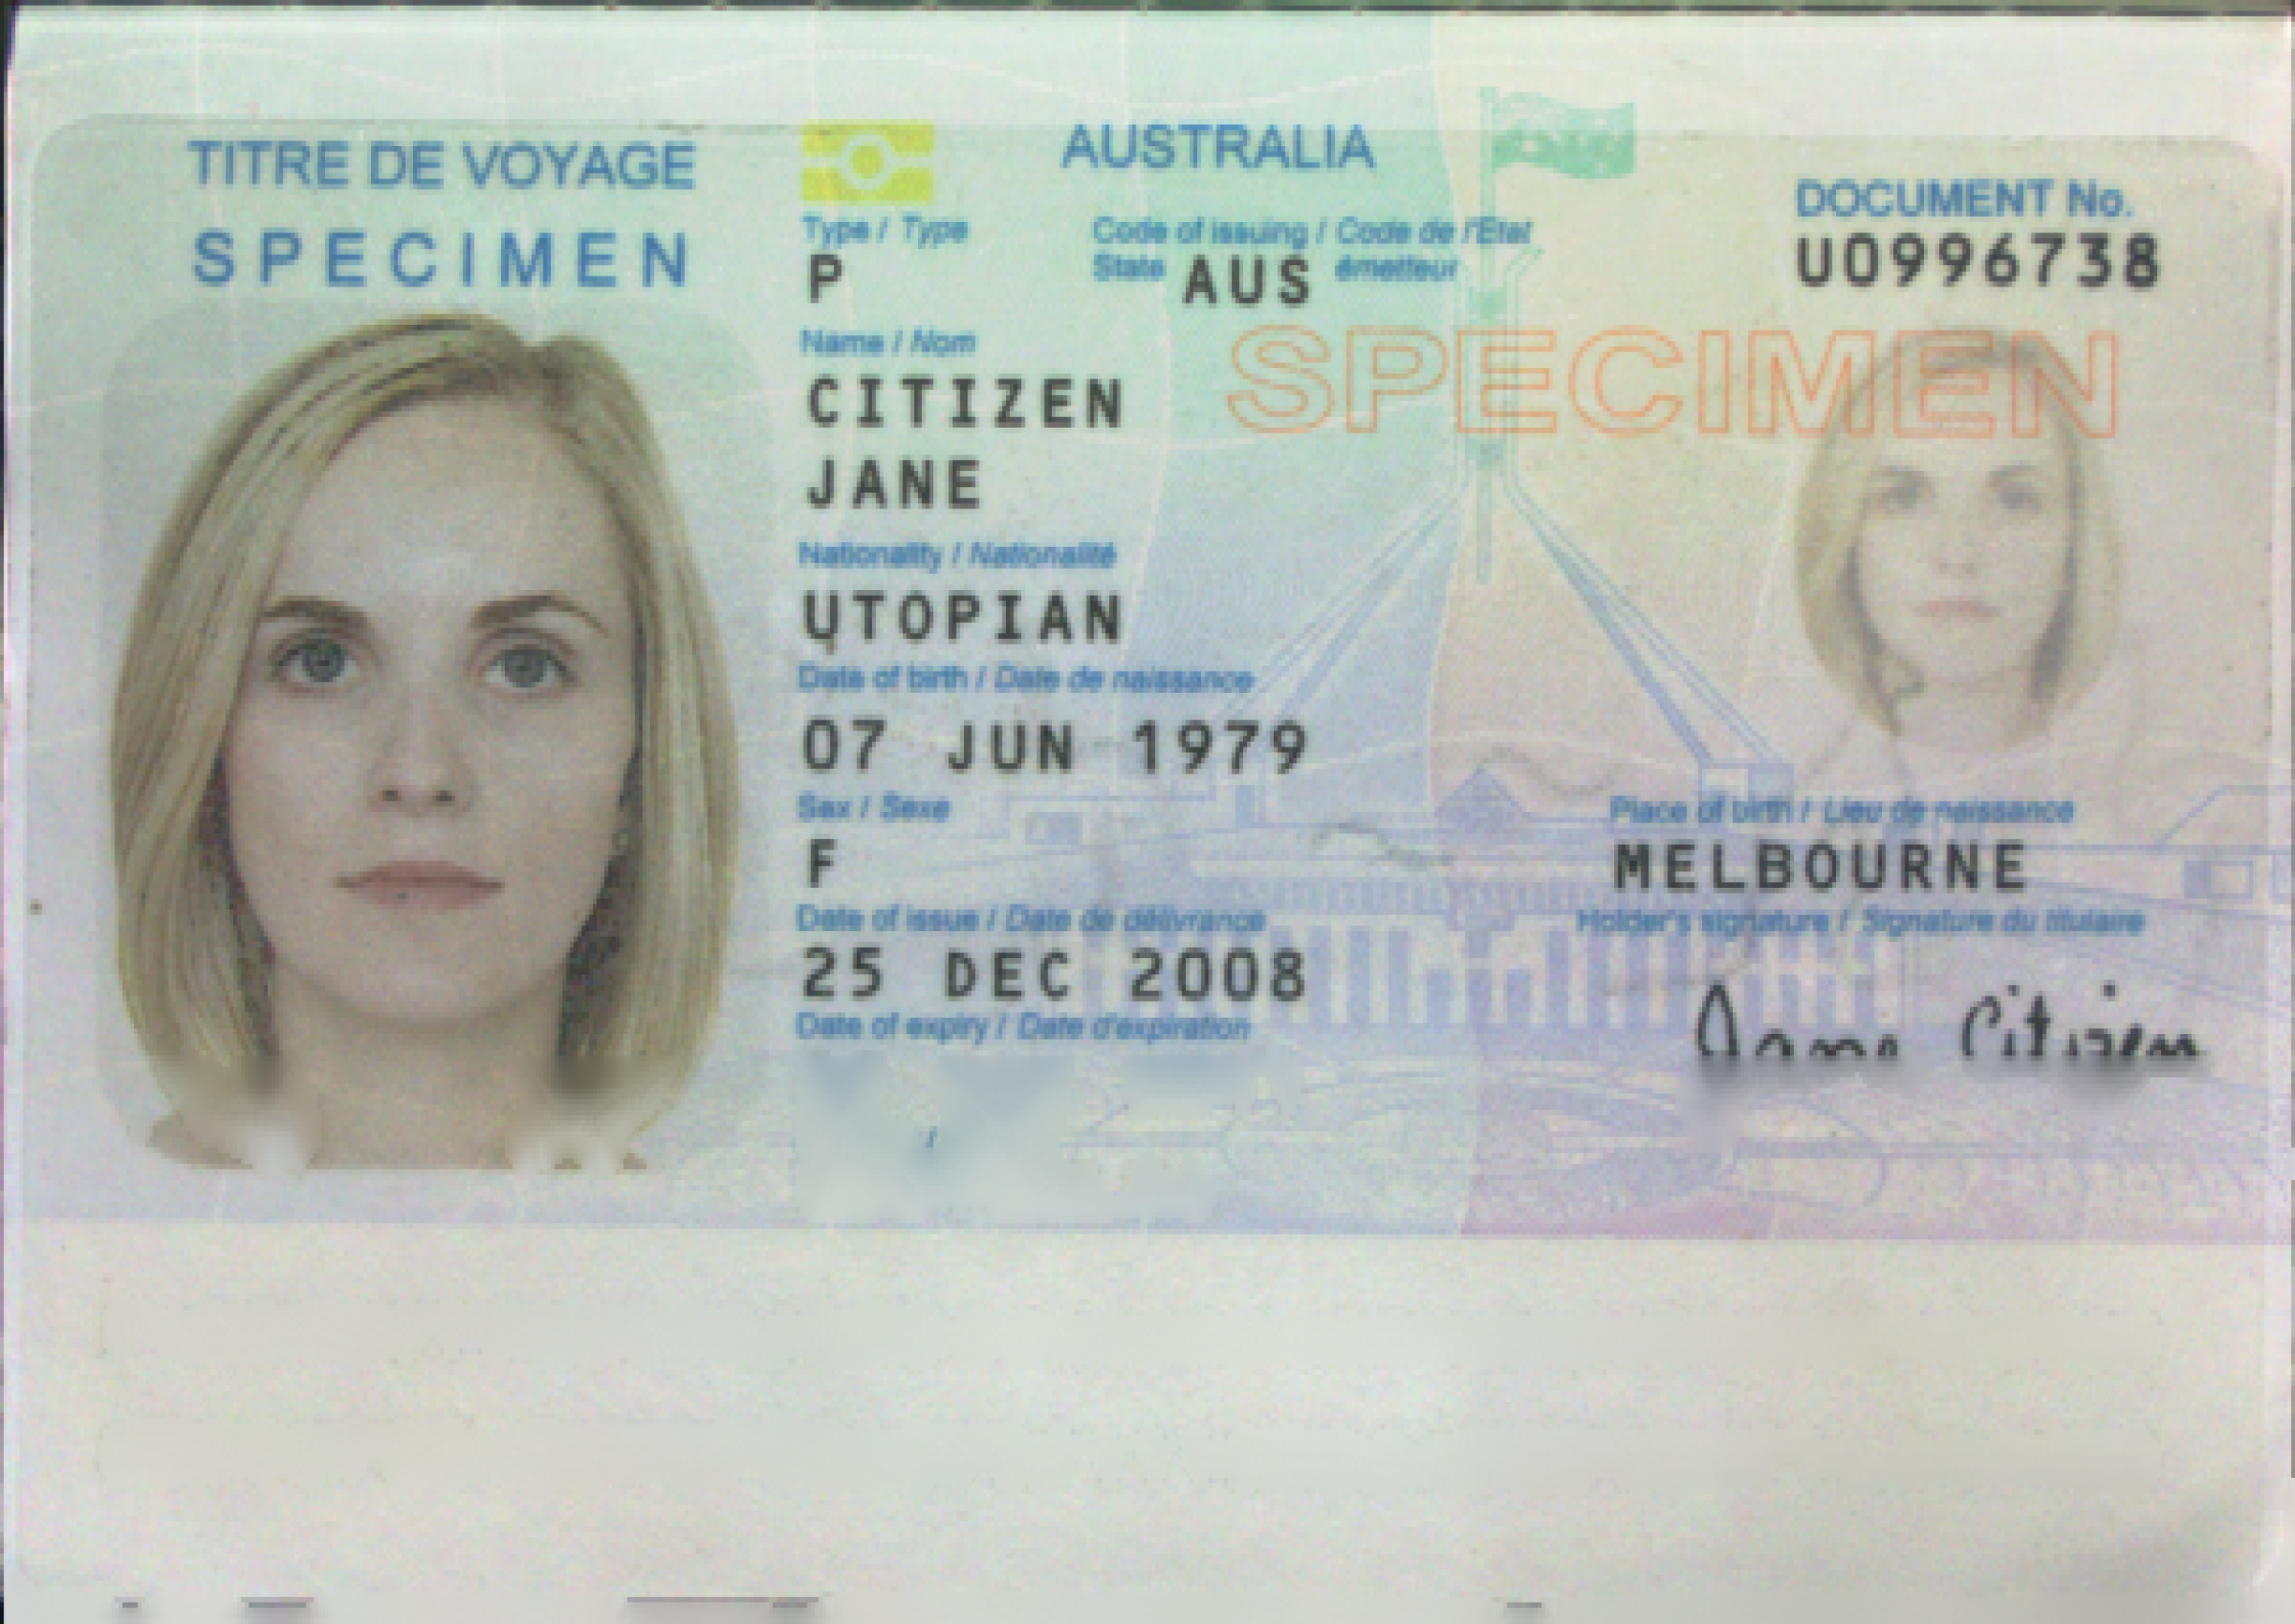 TITRE DE VOYAGE
SPECIMEN
AUSTRALIA
DOCUMENT No.
U0996738
Type / Type
P
Code of issuing / Code de l'Etat
State AUS émetteur
SPECIMEN
Name / Nom
CITIZEN
JANE
Nationality / Nationalité
UTOPIAN
Date of birth / Date de naissance
07 JUN 1979
Sex / Sexe
F
Place of birth / Lieu de naissance
MELBOURNE
Date of issue / Date de délivrance
25 DEC 2008
Holder's signature / Signature du titulaire
Jane Citizen
Date of expiry / Date d'expiration
/